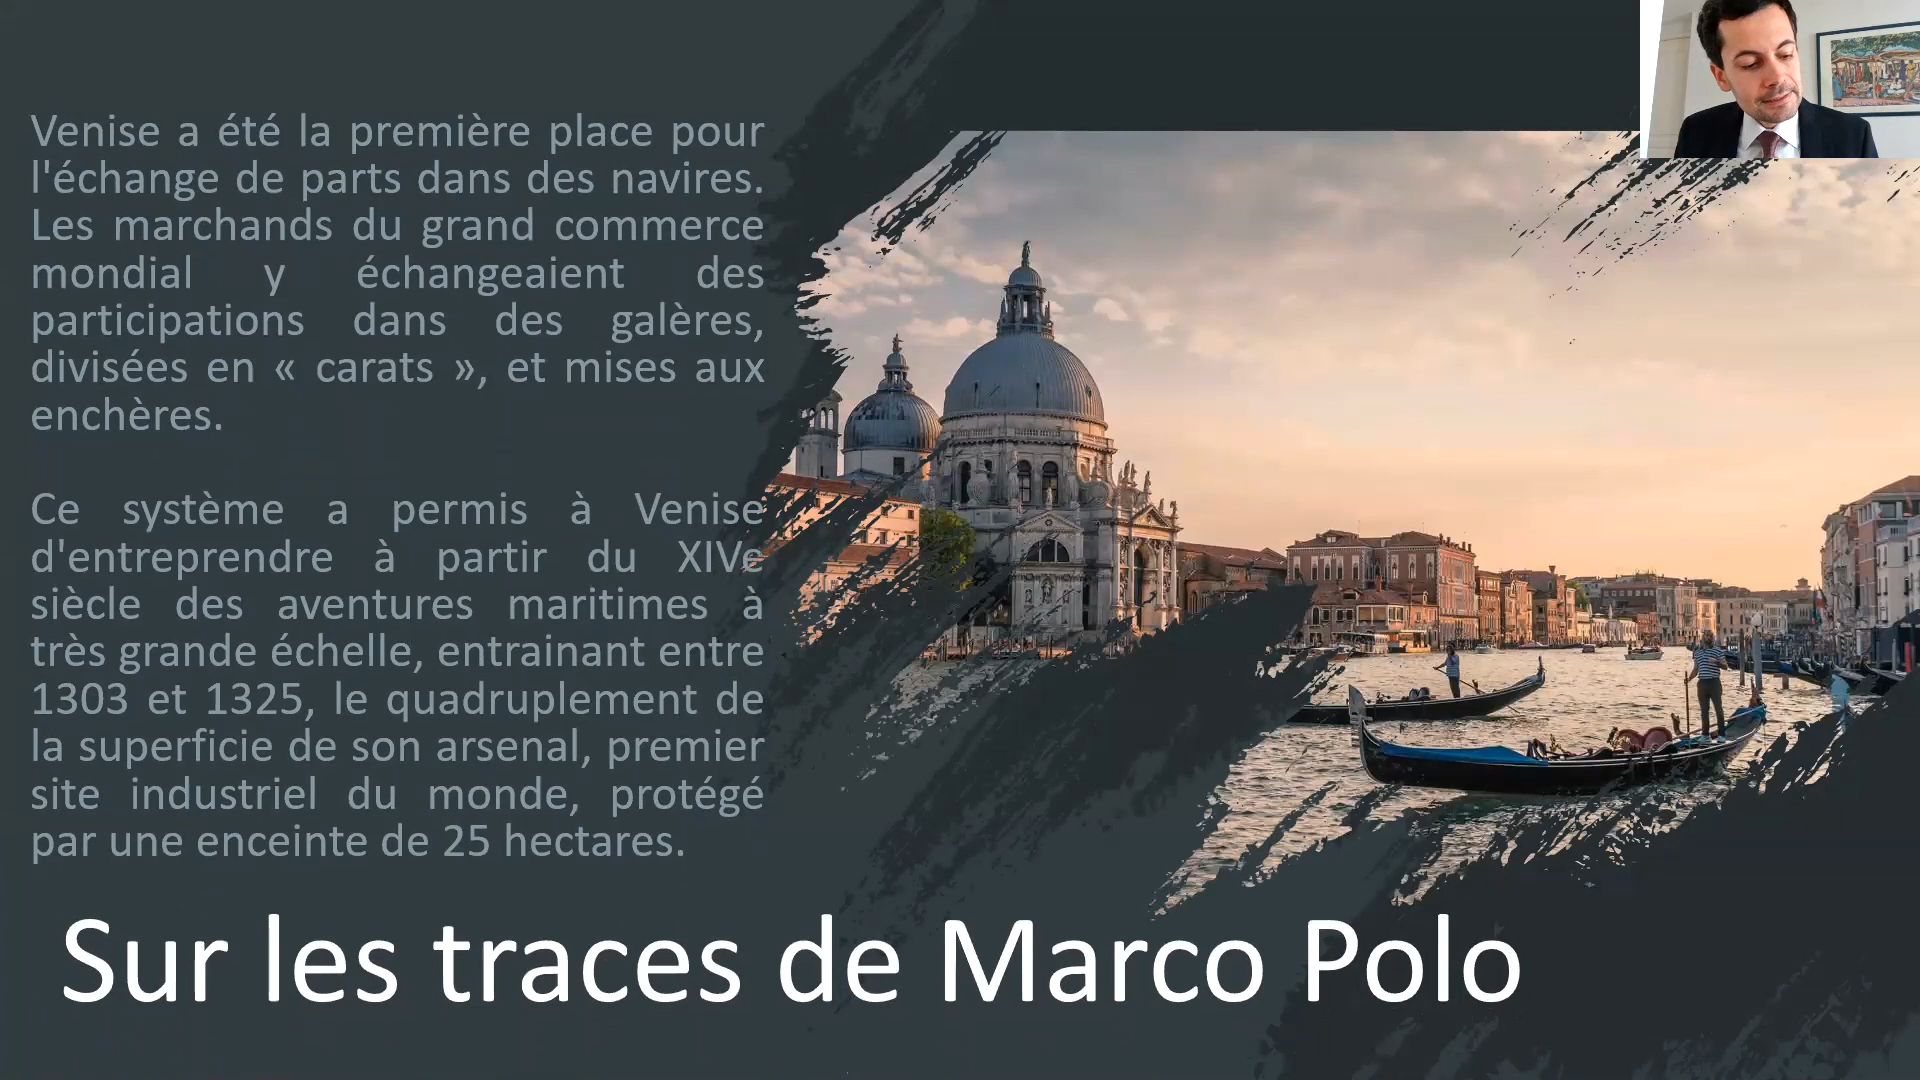 Venise a été la première place pour
l'échange de parts dans des navires.
Les marchands du grand commerce
mondial y échangeaient des
participations dans des galères,
divisées en « carats », et mises aux
enchères.
Ce système a permis à Venise
d'entreprendre à partir du XIVe
siècle des aventures maritimes à
très grande échelle, entrainant entre
1303 et 1325, le quadruplement de
la superficie de son arsenal, premier
site industriel du monde, protégé
par une enceinte de 25 hectares.
Sur les traces de Marco Polo